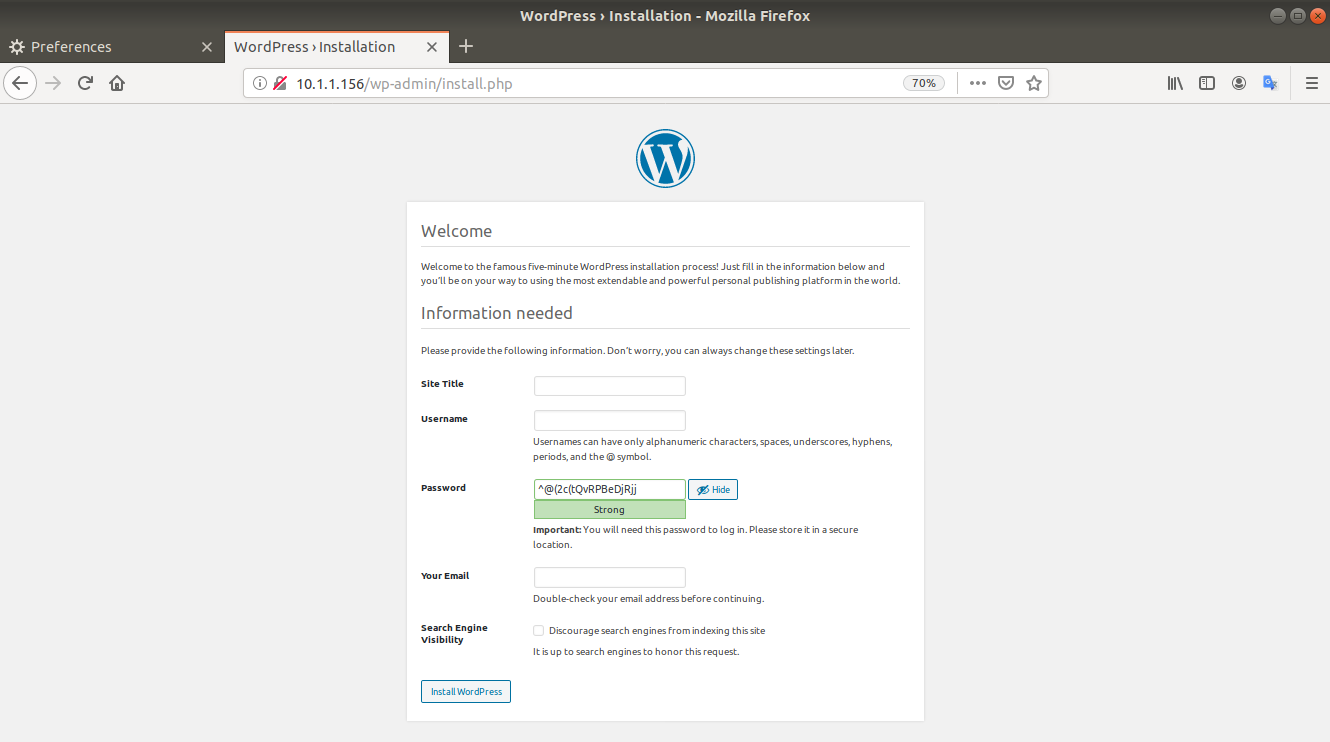 WordPress › Installation - Mozilla Firefox
Preferences
WordPress › Installation
10.1.1.156/wp-admin/install.php
70%
Welcome
Welcome to the famous five-minute WordPress installation process! Just fill in the information below and
you'll be on your way to using the most extendable and powerful personal publishing platform in the world.
Information needed
Please provide the following information. Don't worry, you can always change these settings later.
Site Title
Username
Usernames can have only alphanumeric characters, spaces, underscores, hyphens,
periods, and the @ symbol.
Password
^@(2c(tQvRPBeDjRjj
Hide
Strong
Important: You will need this password to log in. Please store it in a secure
location.
Your Email
Double-check your email address before continuing.
Search Engine
Visibility
Discourage search engines from indexing this site
It is up to search engines to honor this request.
Install WordPress